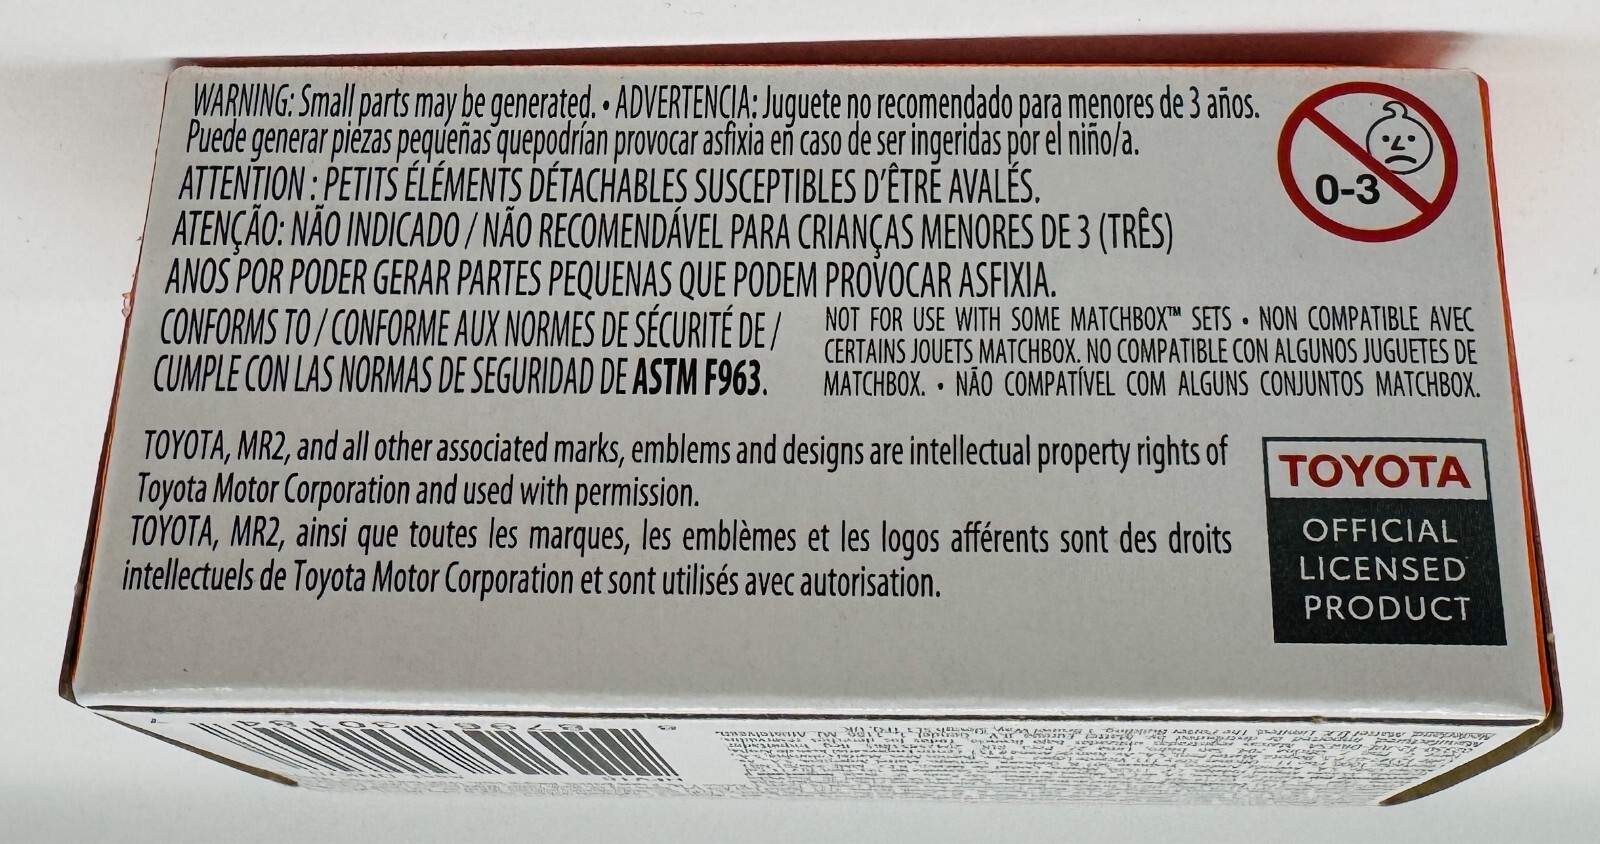 WARNING: Small parts may be generated. • ADVERTENCIA: Juguete no recomendado para menores de 3 años.
Puede generar piezas pequeñas quepodrían provocar asfixia en caso de ser ingeridas por el niño/a.
ATTENTION : PETITS ÉLÉMENTS DÉTACHABLES SUSCEPTIBLES D'ÊTRE AVALÉS.
ATENÇÃO: NÃO INDICADO / NÃO RECOMENDÁVEL PARA CRIANÇAS MENORES DE 3 (TRÊS)
ANOS POR PODER GERAR PARTES PEQUENAS QUE PODEM PROVOCAR ASFIXIA.
0-3
CONFORMS TO / CONFORME AUX NORMES DE SÉCURITÉ DE /
CUMPLE CON LAS NORMAS DE SEGURIDAD DE ASTM F963.
NOT FOR USE WITH SOME MATCHBOX™ SETS • NON COMPATIBLE AVEC
CERTAINS JOUETS MATCHBOX. NO COMPATIBLE CON ALGUNOS JUGUETES DE
MATCHBOX. • NÃO COMPATÍVEL COM ALGUNS CONJUNTOS MATCHBOX.
TOYOTA, MR2, and all other associated marks, emblems and designs are intellectual property rights of
Toyota Motor Corporation and used with permission.
TOYOTA, MR2, ainsi que toutes les marques, les emblèmes et les logos afférents sont des droits
intellectuels de Toyota Motor Corporation et sont utilisés avec autorisation.
TOYOTA
OFFICIAL
LICENSED
PRODUCT